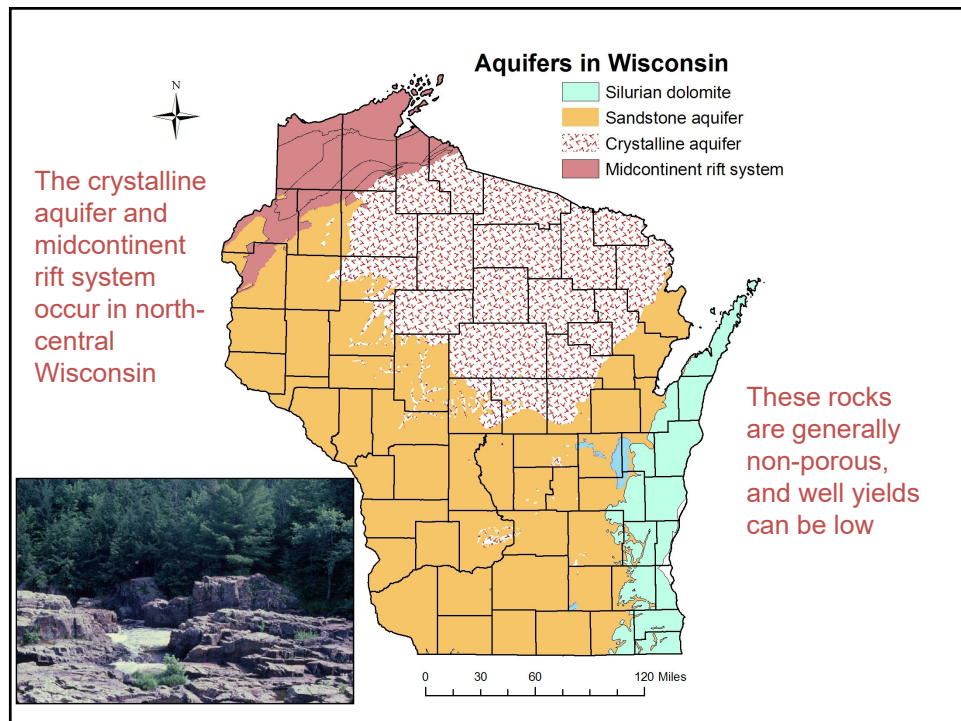 Aquifers in Wisconsin
N
Silurian dolomite
Sandstone aquifer
Crystalline aquifer
Midcontinent rift system
The crystalline
aquifer and
midcontinent
rift system
occur in north-
central
Wisconsin
These rocks
are generally
non-porous,
and well yields
can be low
0 30 60 120 Miles